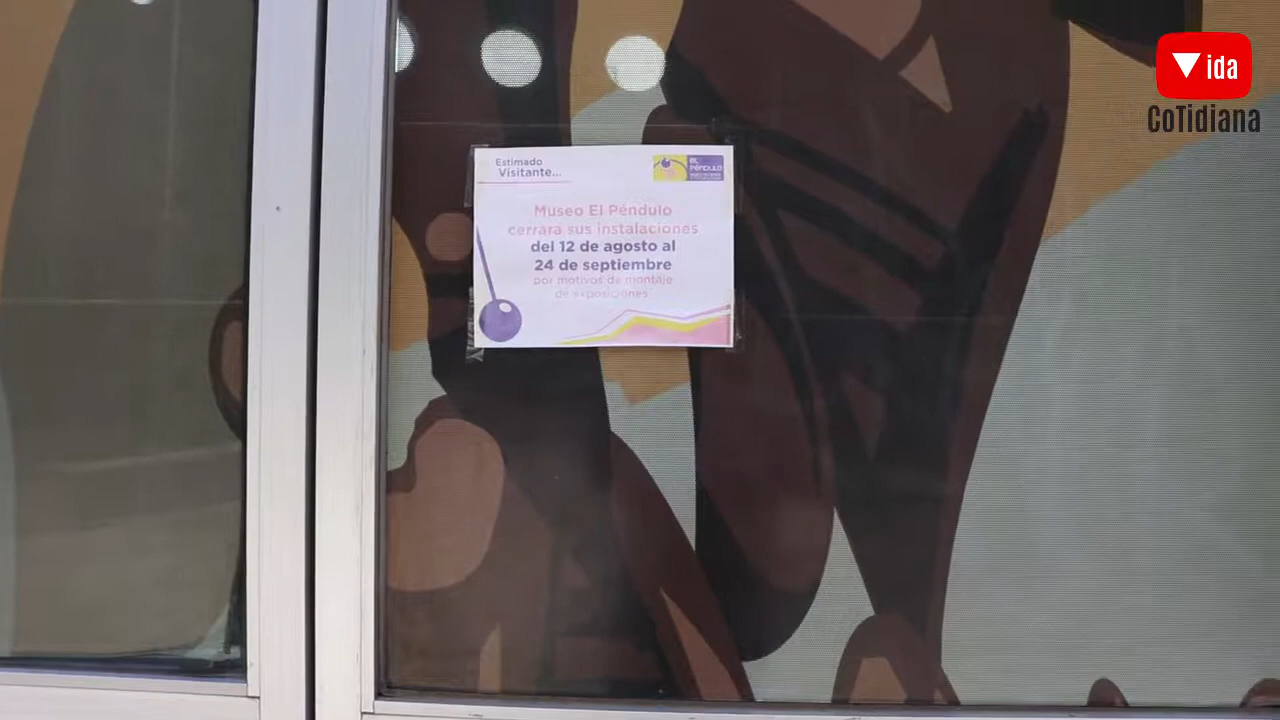 Estimado
Visitante...
EL
PéNDULO
Museo El Péndulo
cerrará sus instalaciones
del 12 de agosto al
24 de septiembre
por motivos de montaje
de exposiciones
ida
CoTidiana